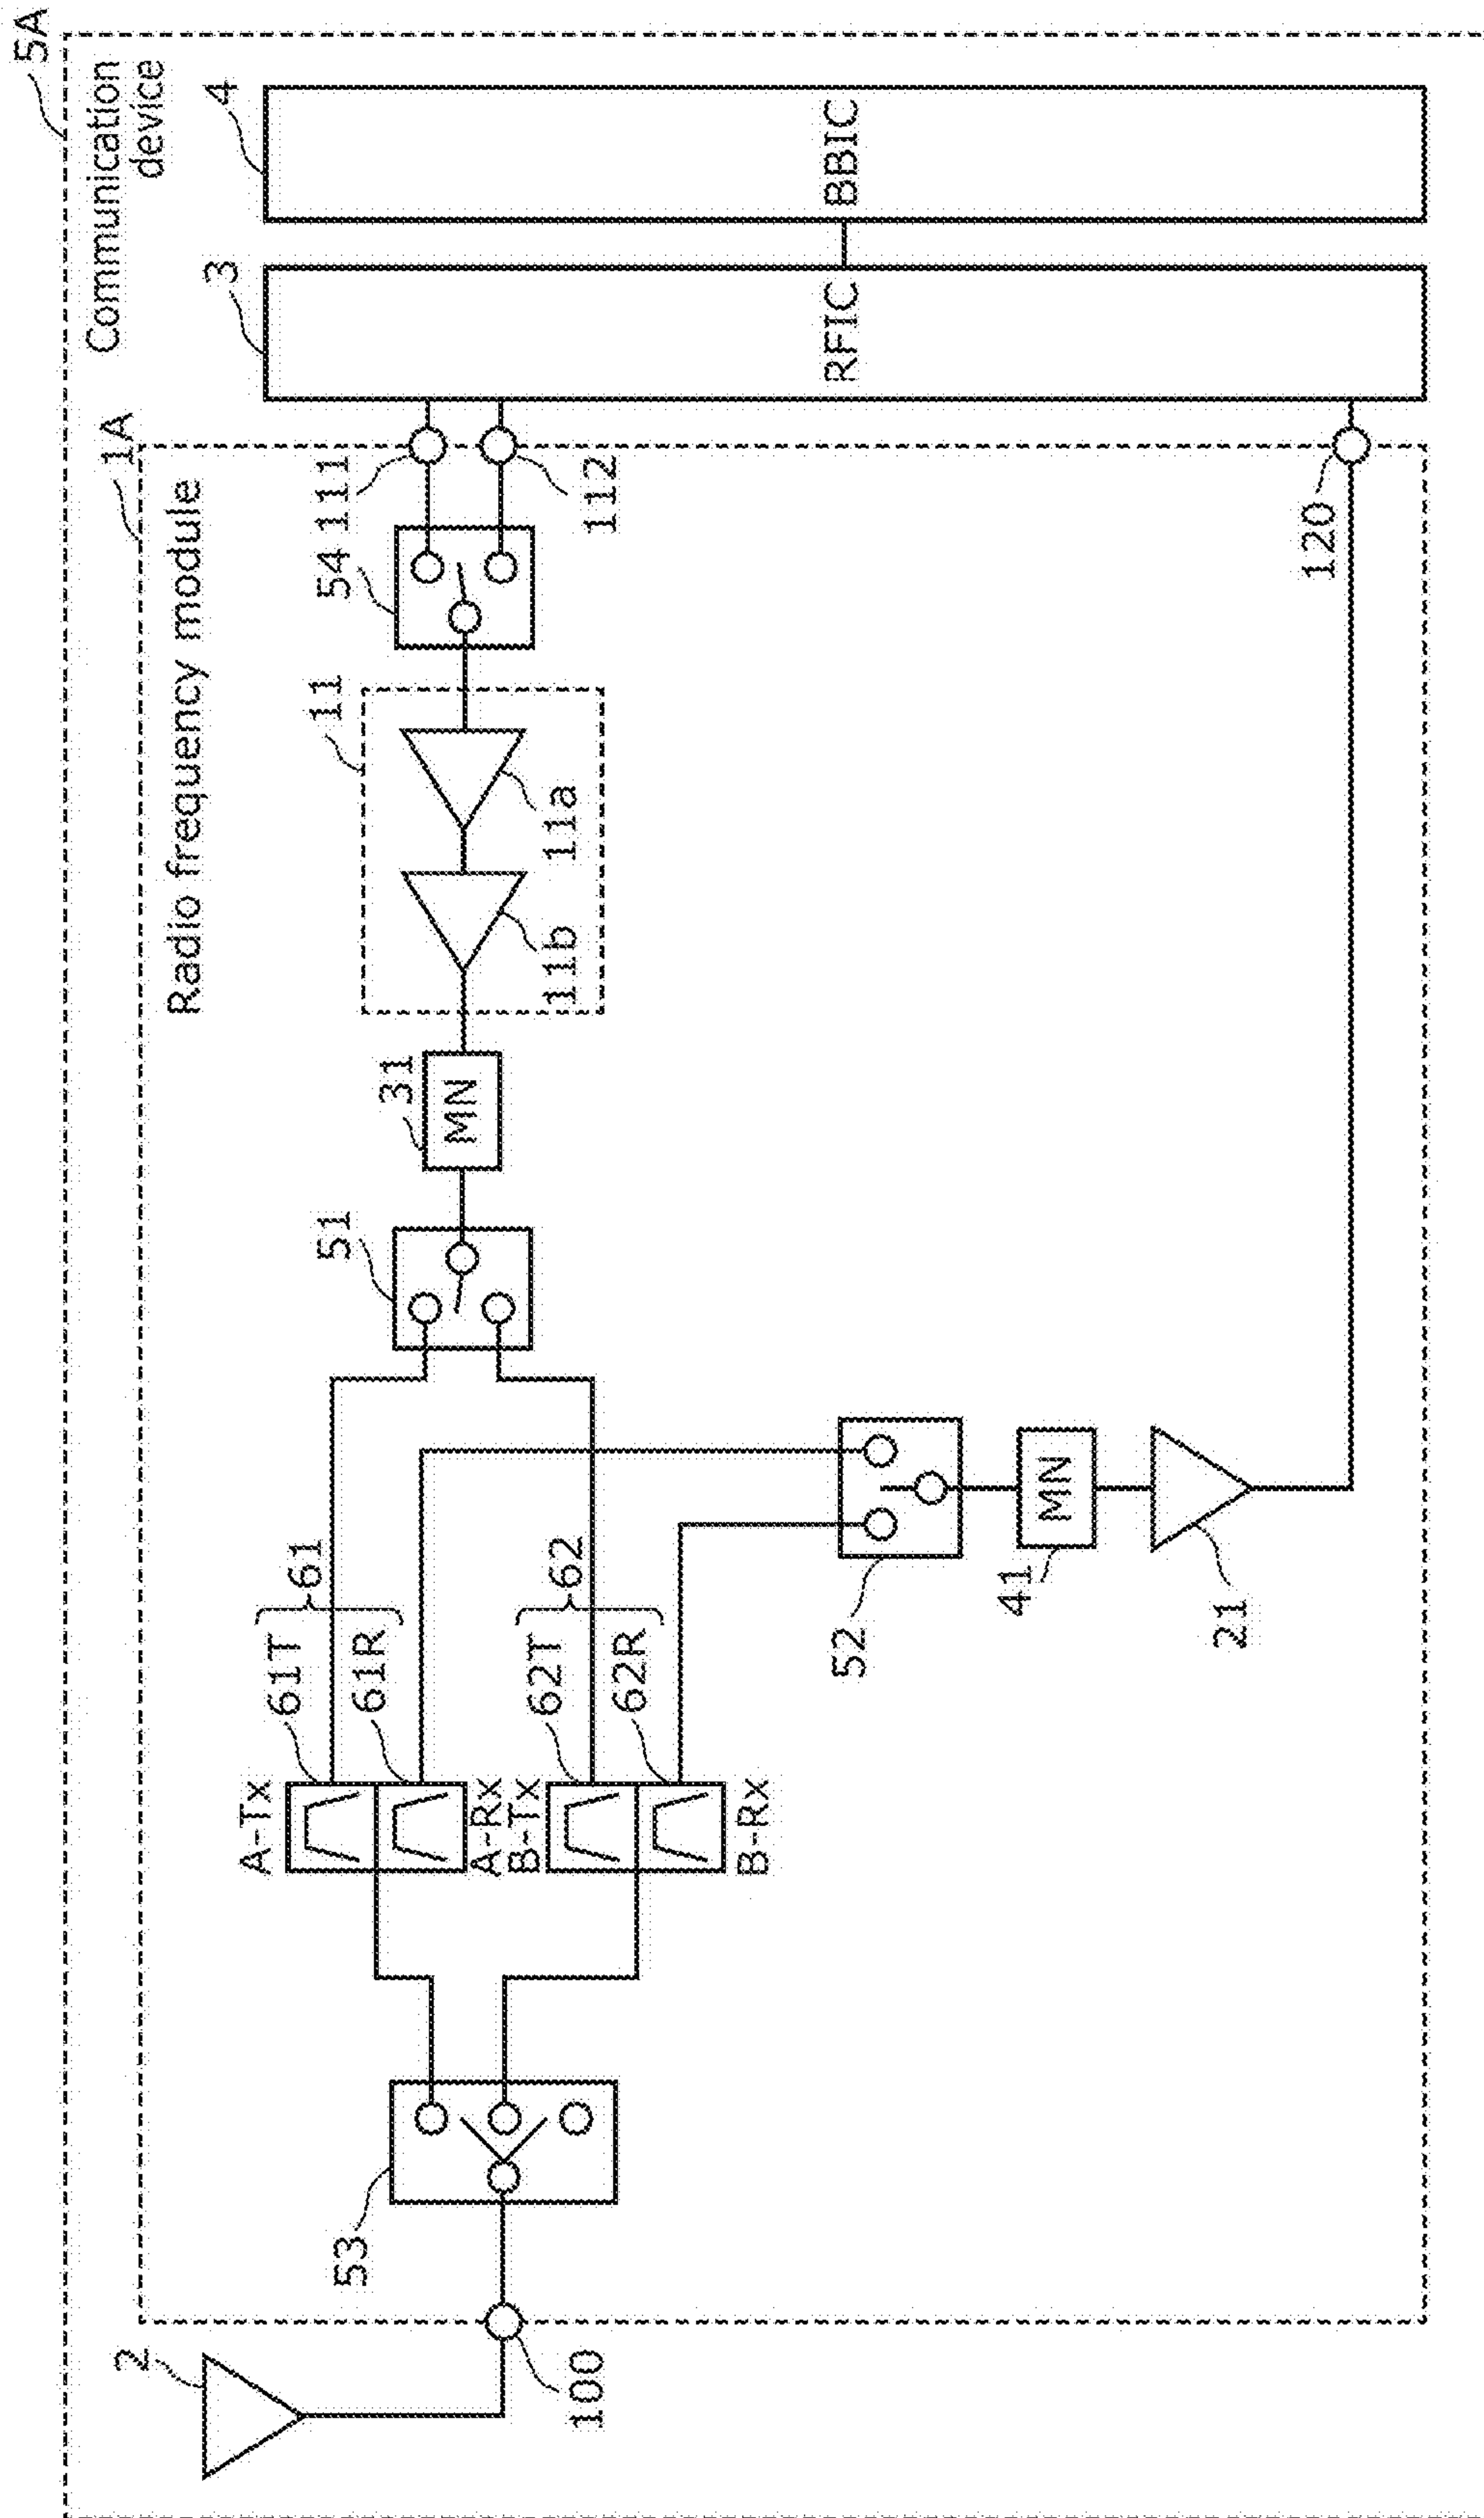 5A
Communication
device
1A
Radio frequency module
2
100
53
A-Tx
61T
61
61R
A-Rx
B-Tx
62T
62
62R
B-Rx
51
31
MN
11
11b
11a
54
111
112
3
RFIC
4
BBIC
52
41
MN
21
120